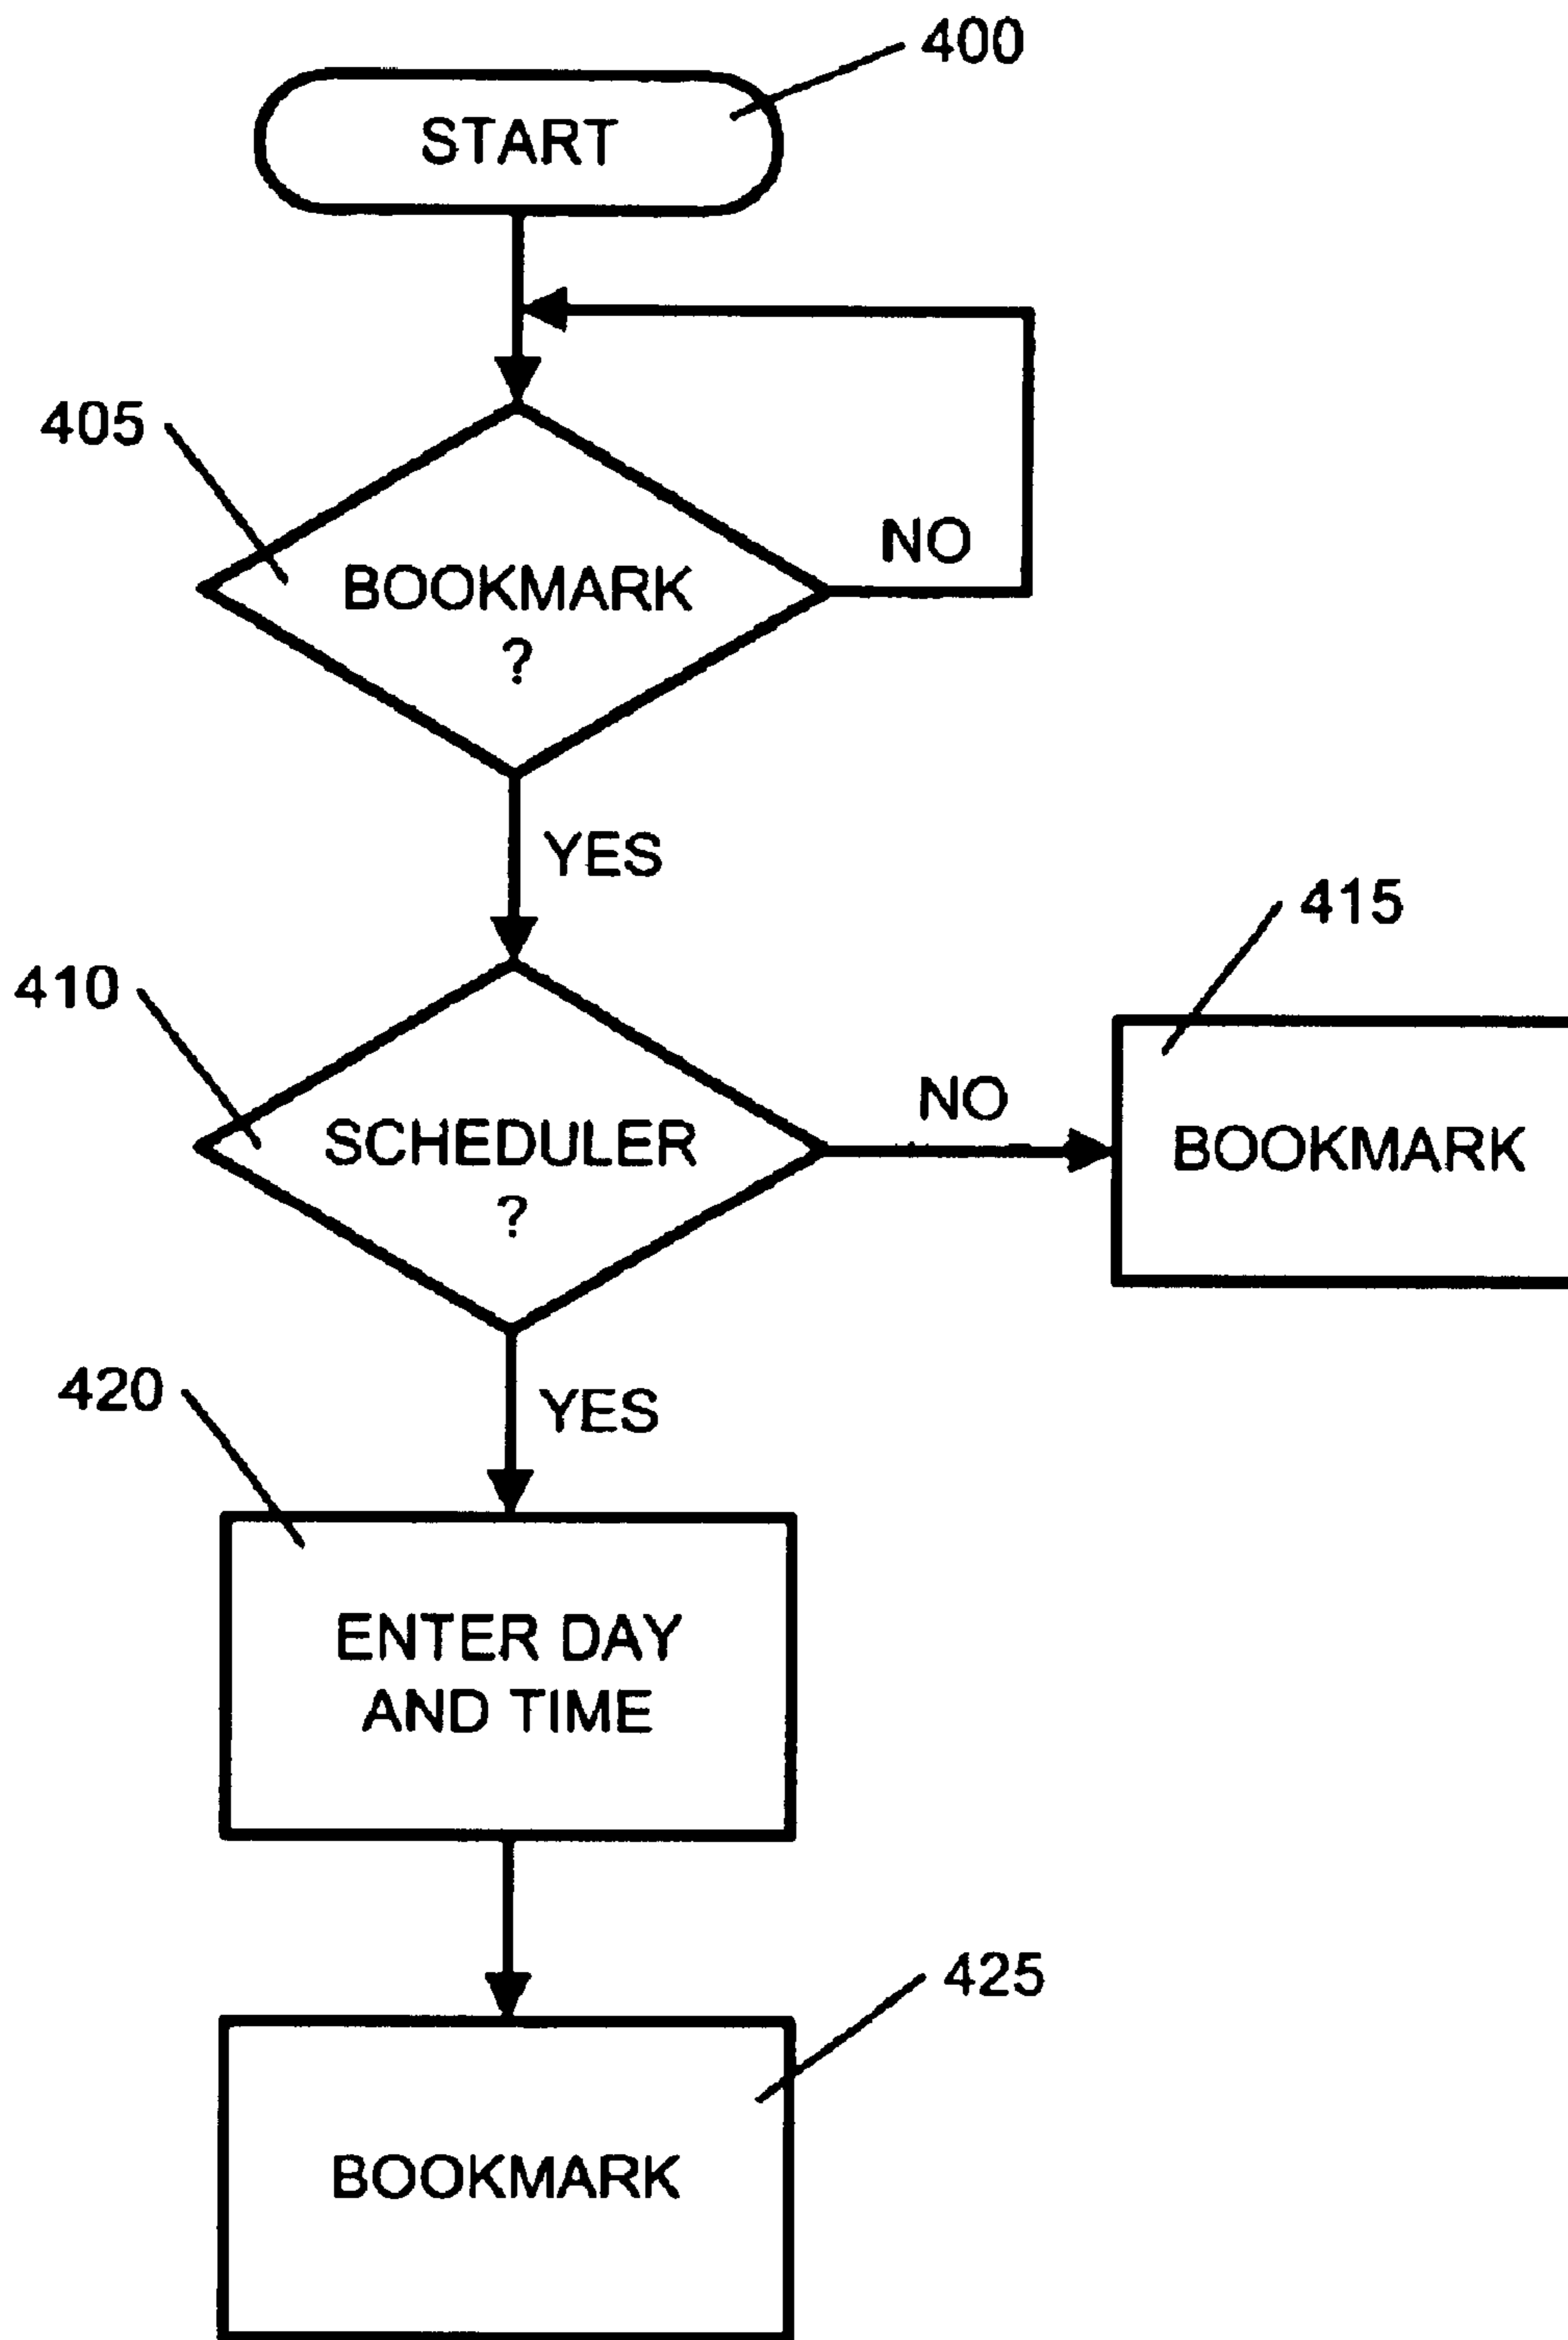 400
START
405
BOOKMARK
?
NO
YES
410
SCHEDULER
?
NO
415
BOOKMARK
YES
420
ENTER DAY
AND TIME
425
BOOKMARK